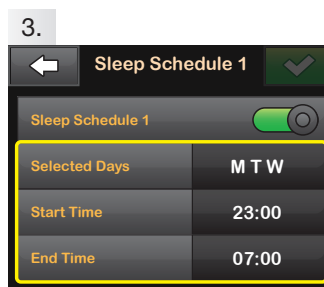 3.
Sleep Schedule 1
Sleep Schedule 1
Selected Days M T W
Start Time 23:00
End Time 07:00